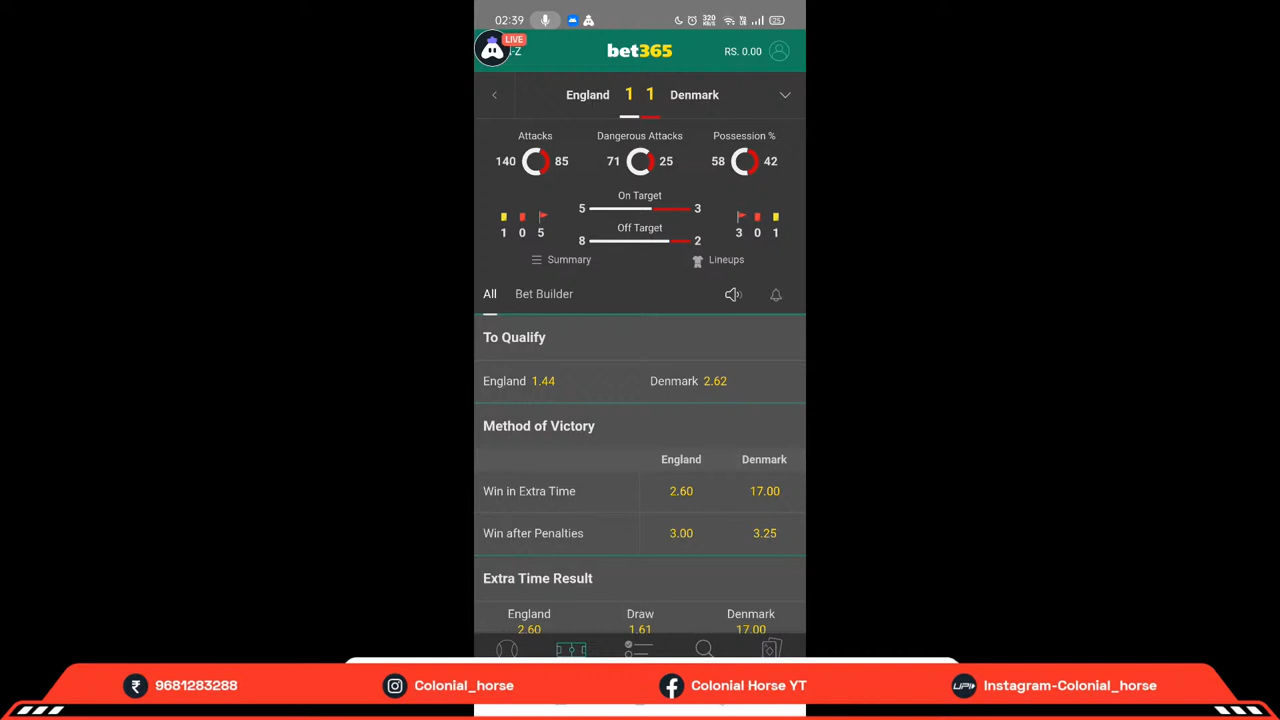 02:39 320 KB/S 25
LIVE
-Z bet365 RS. 0.00
England 1 1 Denmark
Attacks Dangerous Attacks Possession %
140 85 71 25 58 42
On Target
5 3
Off Target
8 2
1 0 5 3 0 1
Summary Lineups
All Bet Builder
To Qualify
England 1.44 Denmark 2.62
Method of Victory
England Denmark
Win in Extra Time 2.60 17.00
Win after Penalties 3.00 3.25
Extra Time Result
England Draw Denmark
2.60 1.61 17.00
₹ 9681283288 Colonial_horse Colonial Horse YT UPI Instagram-Colonial_horse